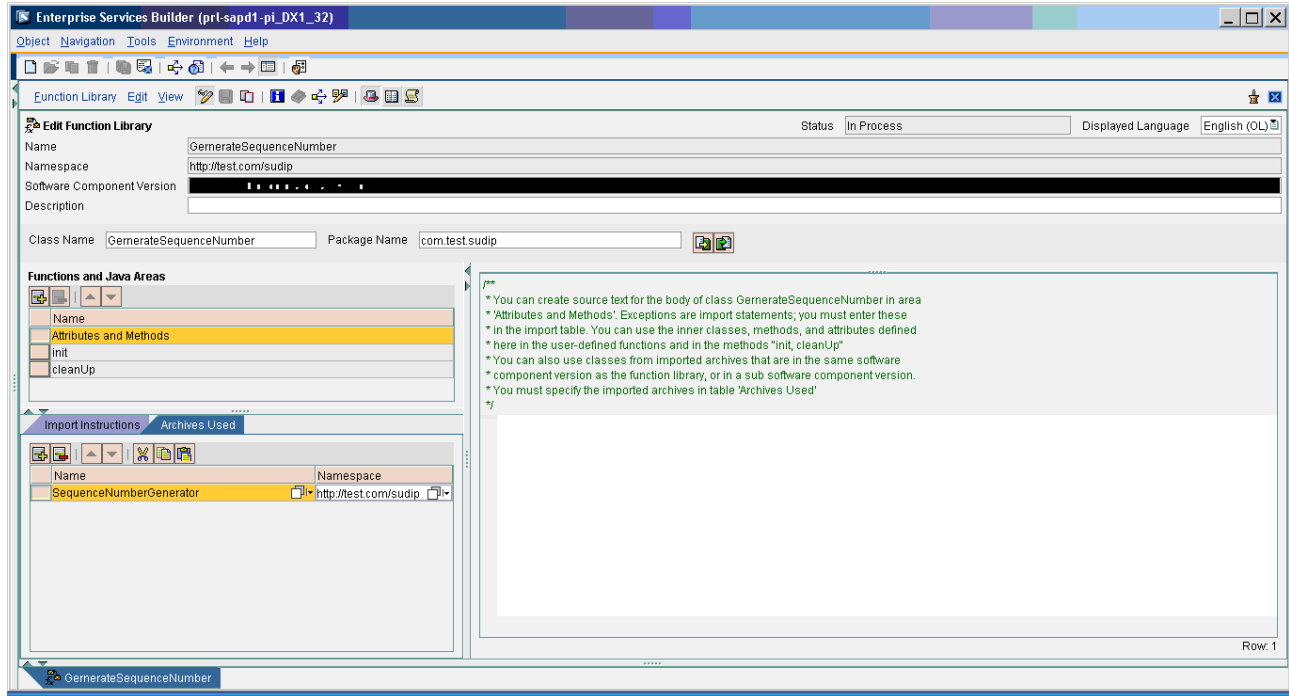 Enterprise Services Builder (prl-sapd1-pi_DX1_32)
Object Navigation Tools Environment Help
Function Library Edit View
Edit Function Library
Status In Process
Displayed Language English (OL)
Name GernerateSequenceNumber
Namespace http://test.com/sudip
Software Component Version
Description
Class Name GernerateSequenceNumber Package Name com.test.sudip
Functions and Java Areas
Name
Attributes and Methods
init
cleanUp
Import Instructions Archives Used
Name Namespace
SequenceNumberGenerator http://test.com/sudip
/**
* You can create source text for the body of class GernerateSequenceNumber in area
* 'Attributes and Methods'. Exceptions are import statements; you must enter these
* in the import table. You can use the inner classes, methods, and attributes defined
* here in the user-defined functions and in the methods "init, cleanUp"
* You can also use classes from imported archives that are in the same software
* component version as the function library, or in a sub software component version.
* You must specify the imported archives in table 'Archives Used'
*/
Row: 1
GernerateSequenceNumber